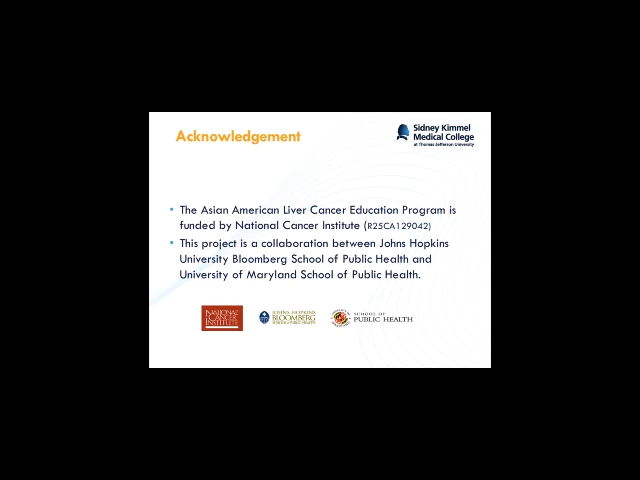 Acknowledgement
Sidney Kimmel
Medical College
at Thomas Jefferson University
• The Asian American Liver Cancer Education Program is
funded by National Cancer Institute (R25CA129042)
• This project is a collaboration between Johns Hopkins
University Bloomberg School of Public Health and
University of Maryland School of Public Health.
NATIONAL
CANCER
INSTITUTE
JOHNS HOPKINS
BLOOMBERG
SCHOOL of PUBLIC HEALTH
SCHOOL OF
PUBLIC HEALTH